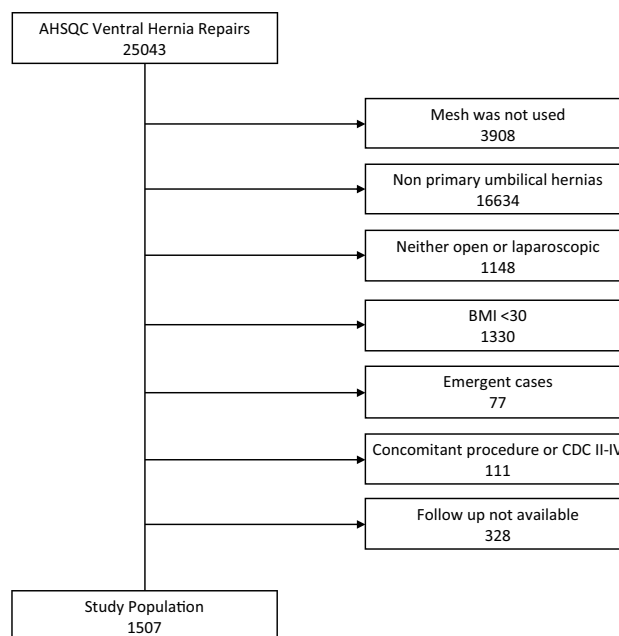 AHSQC Ventral Hernia Repairs
25043
Mesh was not used
3908
Non primary umbilical hernias
16634
Neither open or laparoscopic
1148
BMI <30
1330
Emergent cases
77
Concomitant procedure or CDC II-IV
111
Follow up not available
328
Study Population
1507